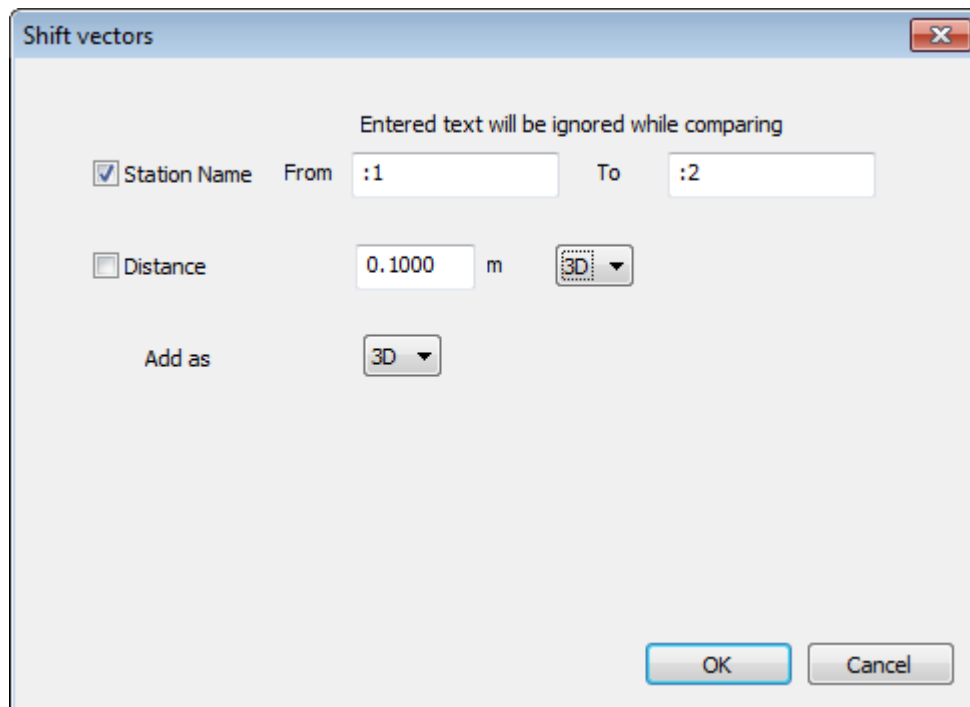 Shift vectors
Entered text will be ignored while comparing
Station Name From :1 To :2
Distance 0.1000 m 3D
Add as 3D
OK Cancel